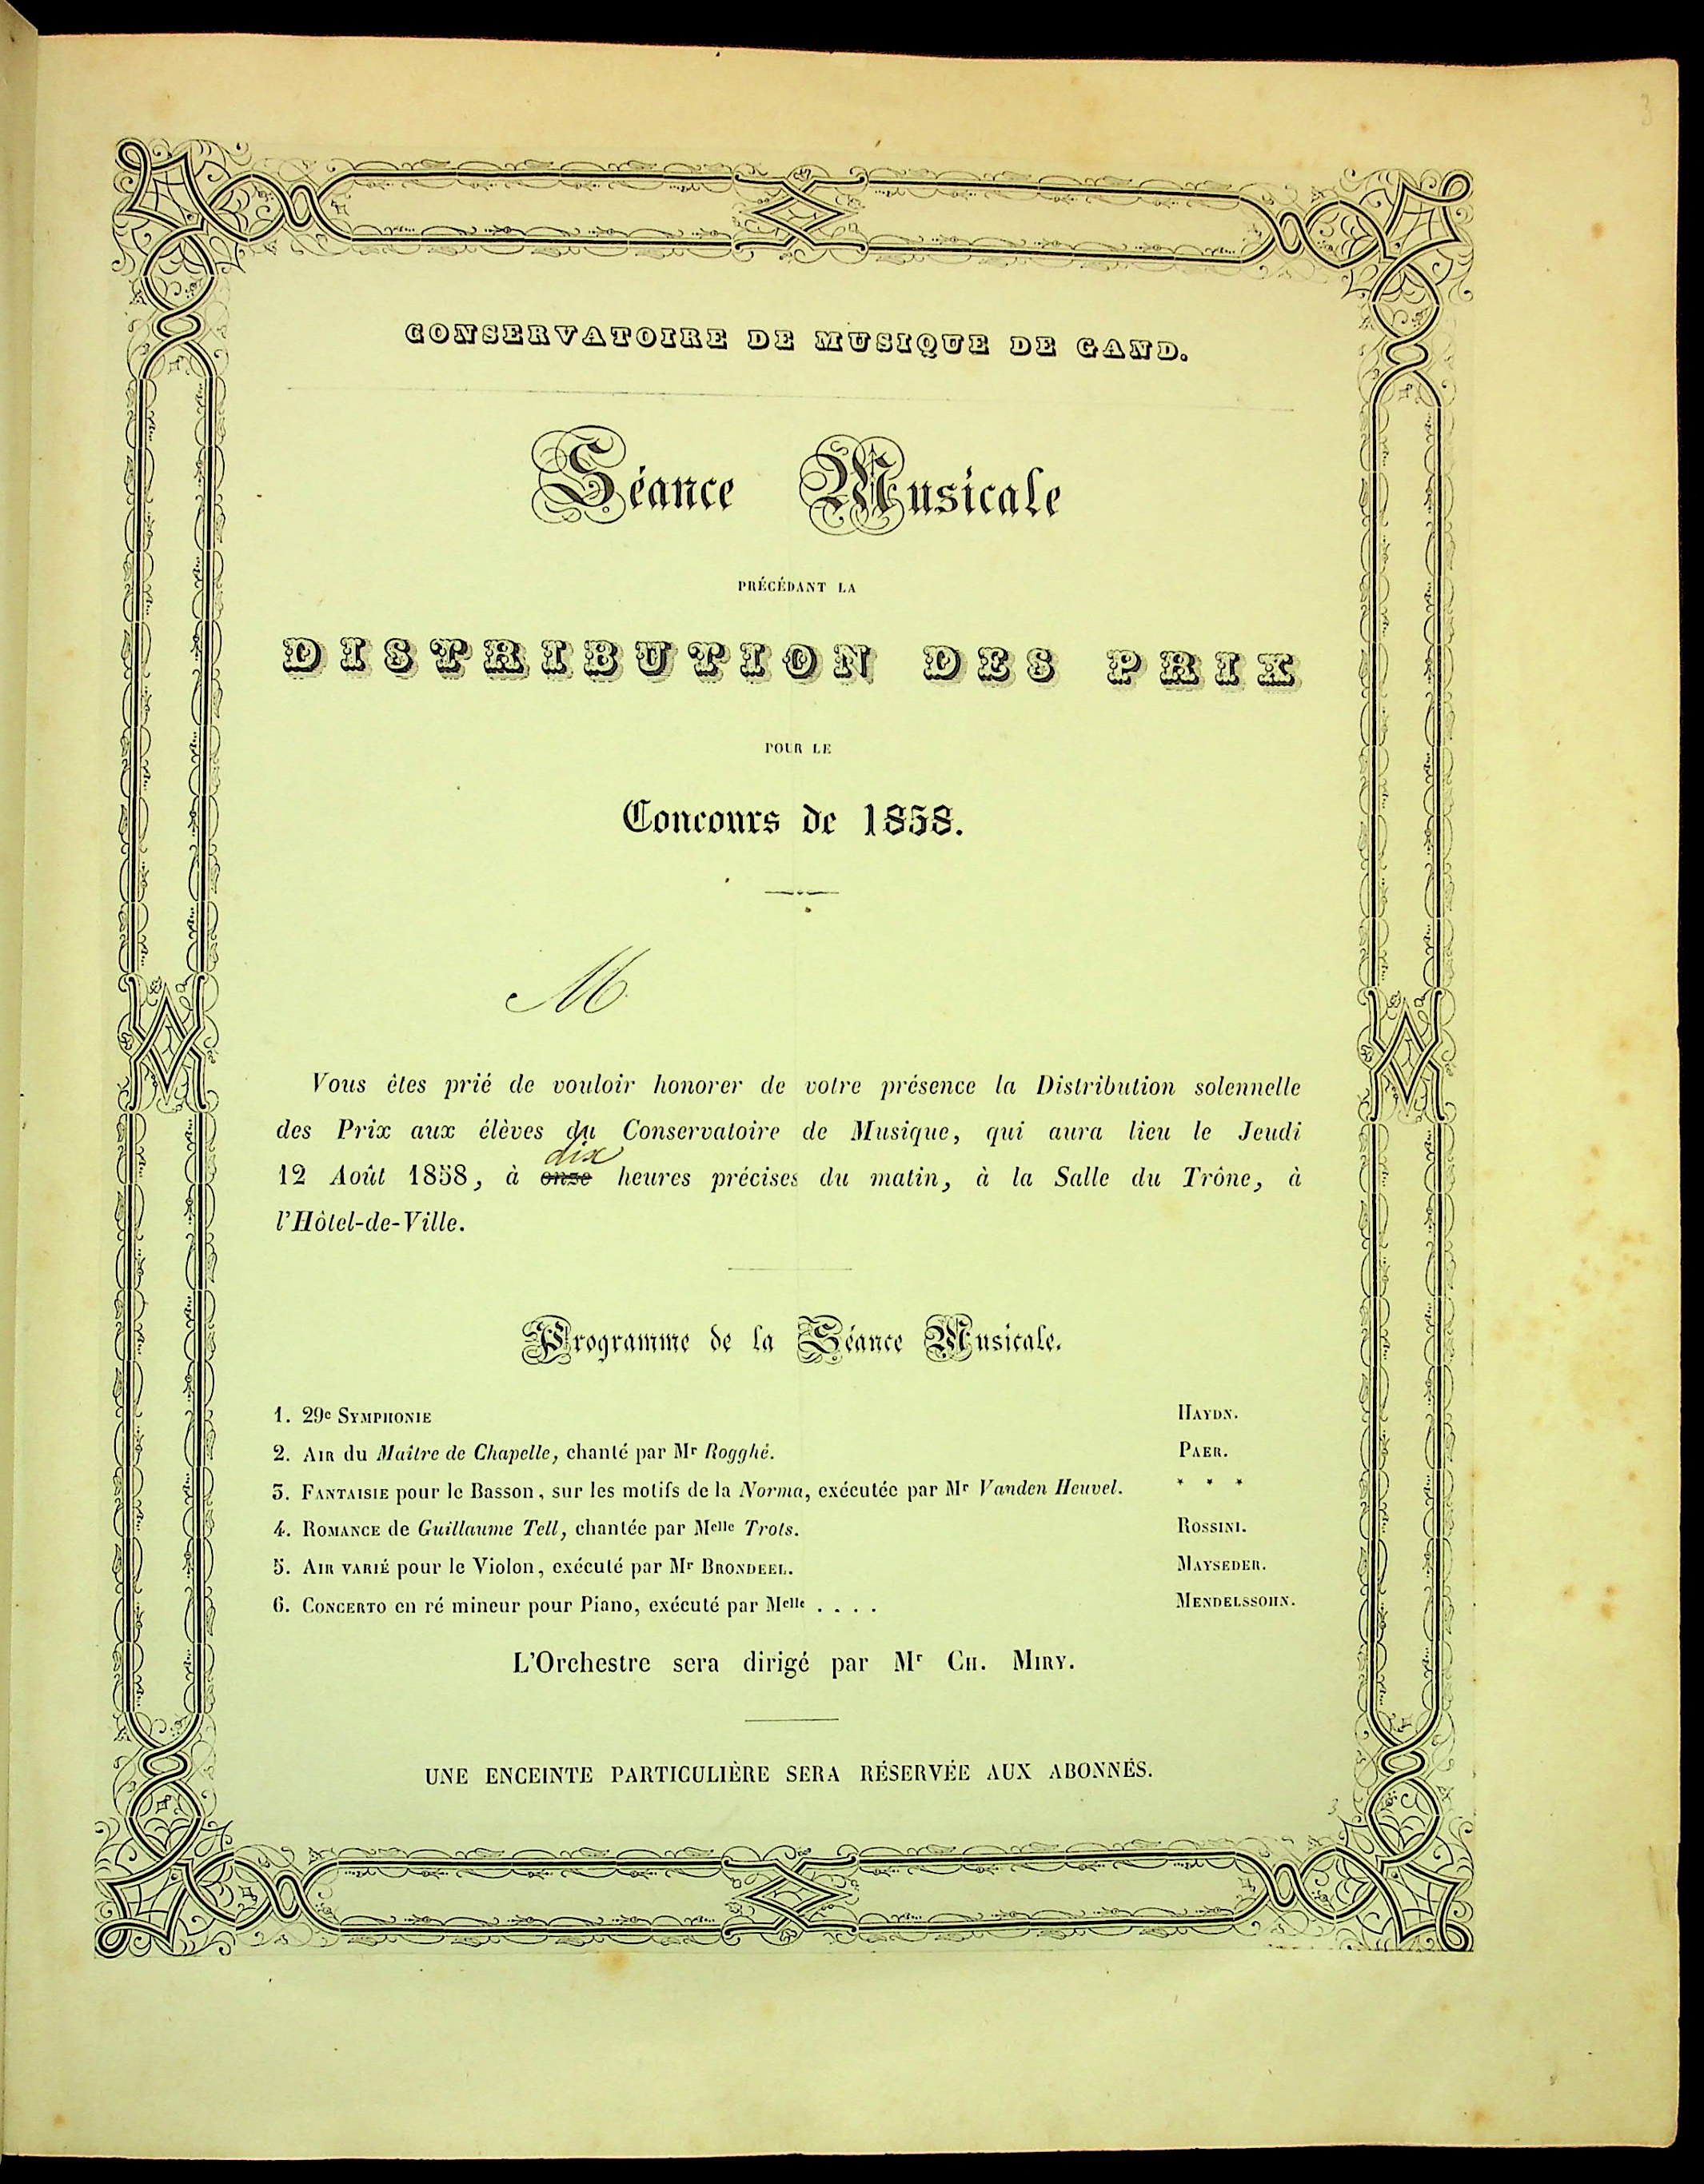 3
CONSERVATOIRE DE MUSIQUE DE GAND.
Séance Musicale
PRÉCÉDANT LA
DISTRIBUTION DES PRIX
POUR LE
Concours de 1858.
M
Vous êtes prié de vouloir honorer de votre présence la Distribution solennelle
des Prix aux élèves du Conservatoire de Musique, qui aura lieu le Jeudi
dix
12 Août 1858, à onze heures précises du matin, à la Salle du Trône, à
l'Hôtel-de-Ville.
Programme de la Séance Musicale.
1. 29e SYMPHONIE HAYDN.
2. AIR du Maître de Chapelle, chanté par Mr Rogghé. PAER.
3. FANTAISIE pour le Basson, sur les motifs de la Norma, exécutée par Mr Vanden Heuvel. * * *
4. ROMANCE de Guillaume Tell, chantée par Melle Trots. ROSSINI.
5. AIR VARIÉ pour le Violon, exécuté par Mr BRONDEEL. MAYSEDER.
6. CONCERTO en ré mineur pour Piano, exécuté par Melle . . . . MENDELSSOHN.
L'Orchestre sera dirigé par Mr CH. MIRY.
UNE ENCEINTE PARTICULIÈRE SERA RÉSERVÉE AUX ABONNÉS.